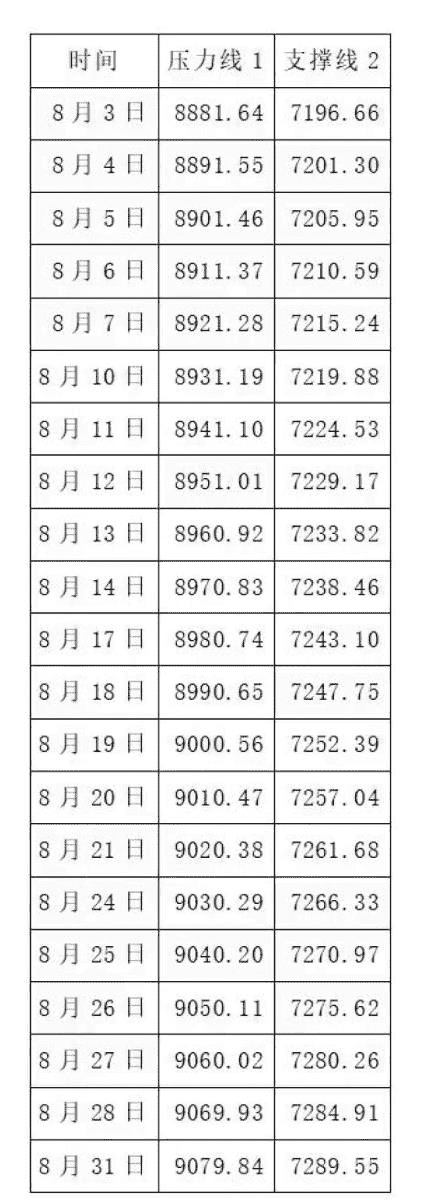 时间 压力线1 支撑线2
8月3日 8881.64 7196.66
8月4日 8891.55 7201.30
8月5日 8901.46 7205.95
8月6日 8911.37 7210.59
8月7日 8921.28 7215.24
8月10日 8931.19 7219.88
8月11日 8941.10 7224.53
8月12日 8951.01 7229.17
8月13日 8960.92 7233.82
8月14日 8970.83 7238.46
8月17日 8980.74 7243.10
8月18日 8990.65 7247.75
8月19日 9000.56 7252.39
8月20日 9010.47 7257.04
8月21日 9020.38 7261.68
8月24日 9030.29 7266.33
8月25日 9040.20 7270.97
8月26日 9050.11 7275.62
8月27日 9060.02 7280.26
8月28日 9069.93 7284.91
8月31日 9079.84 7289.55